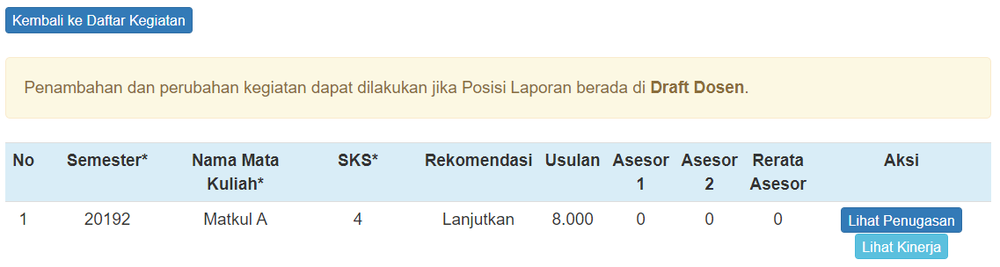 Kembali ke Daftar Kegiatan
Penambahan dan perubahan kegiatan dapat dilakukan jika Posisi Laporan berada di Draft Dosen.
No Semester* Nama Mata Kuliah* SKS* Rekomendasi Usulan Asesor 1 Asesor 2 Rerata Asesor Aksi
1 20192 Matkul A 4 Lanjutkan 8.000 0 0 0 Lihat Penugasan
Lihat Kinerja